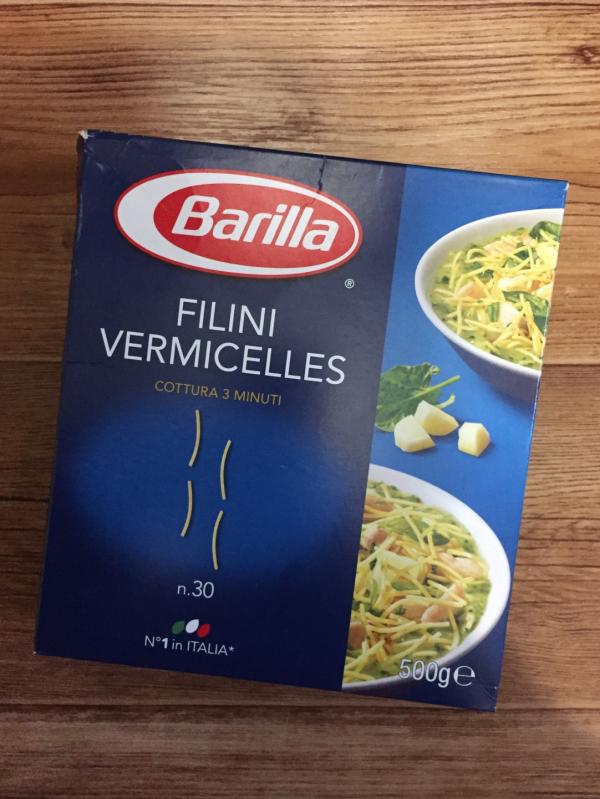 Barilla
®
FILINI
VERMICELLES
COTTURA 3 MINUTI
n.30
N°1 in ITALIA*
500g e